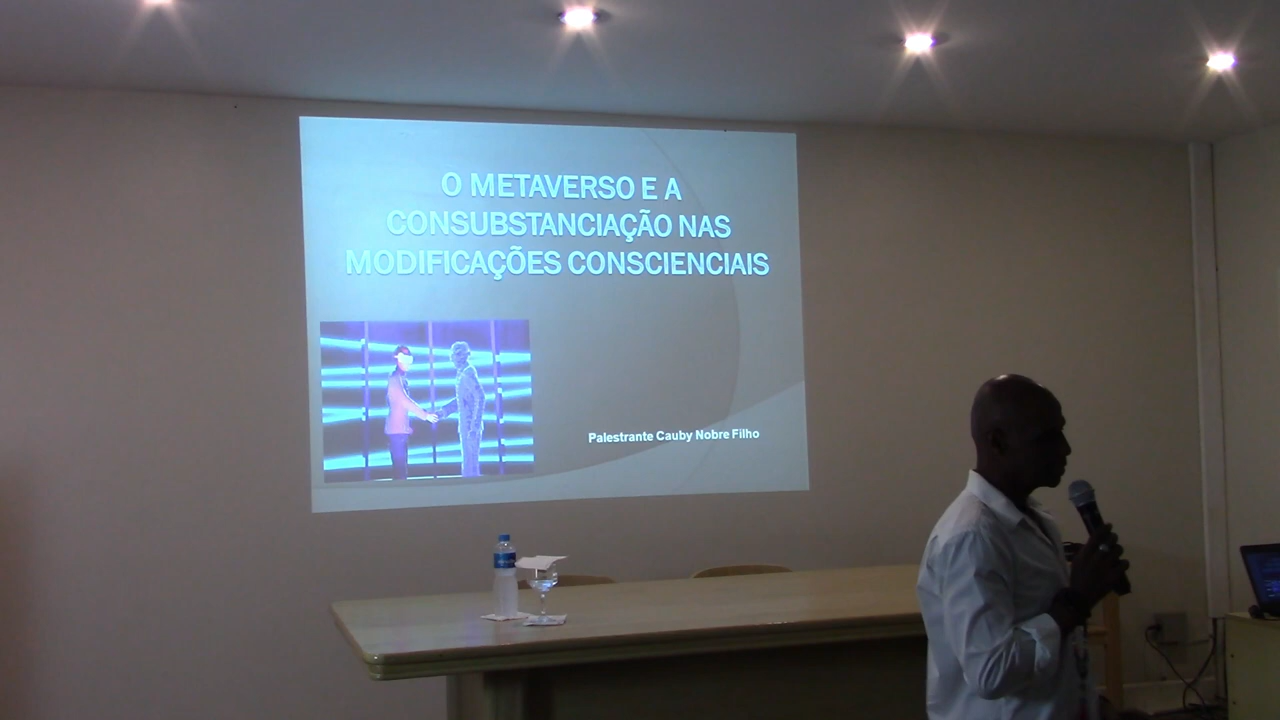 O METAVERSO E A
CONSUBSTANCIAÇÃO NAS
MODIFICAÇÕES CONSCIENCIAIS
Palestrante Cauby Nobre Filho